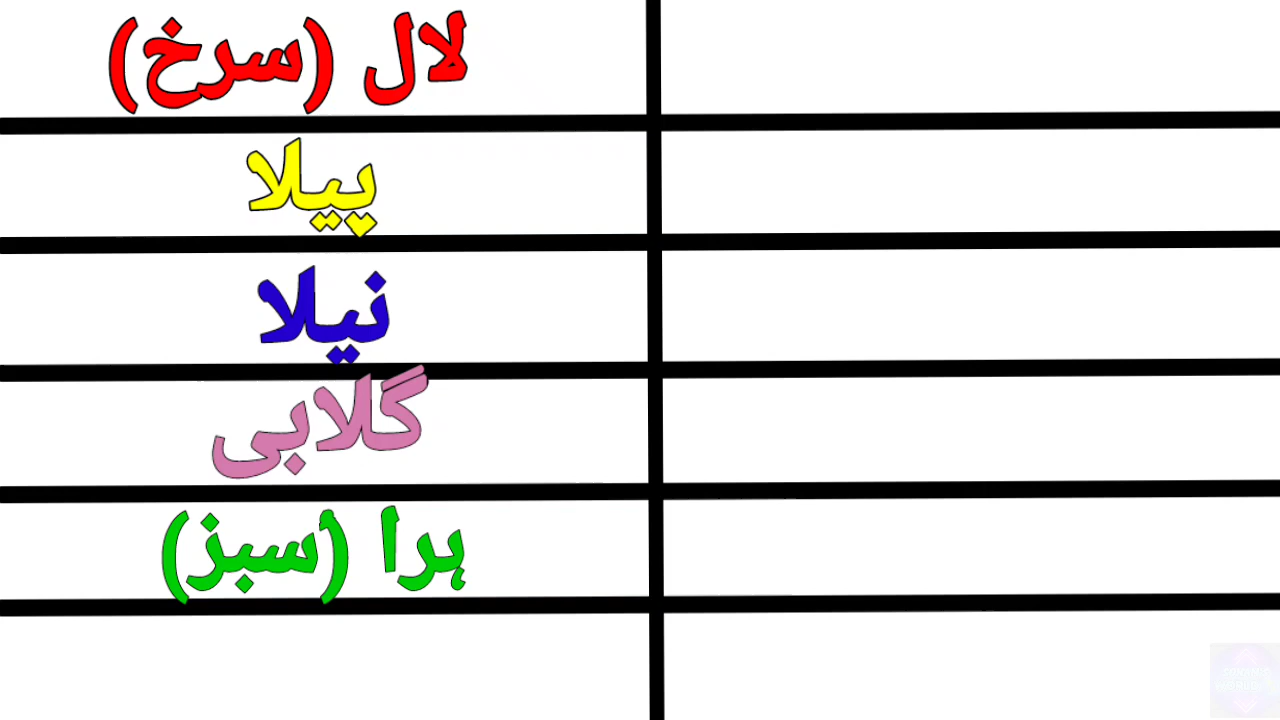 لال (سرخ)
پیلا
نیلا
گلابی
ہرا (سبز)